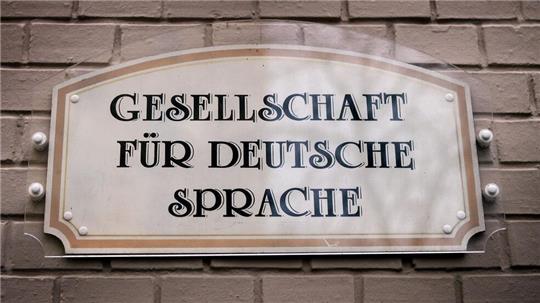 GESELLSCHAFT
FÜR DEUTSCHE
SPRACHE